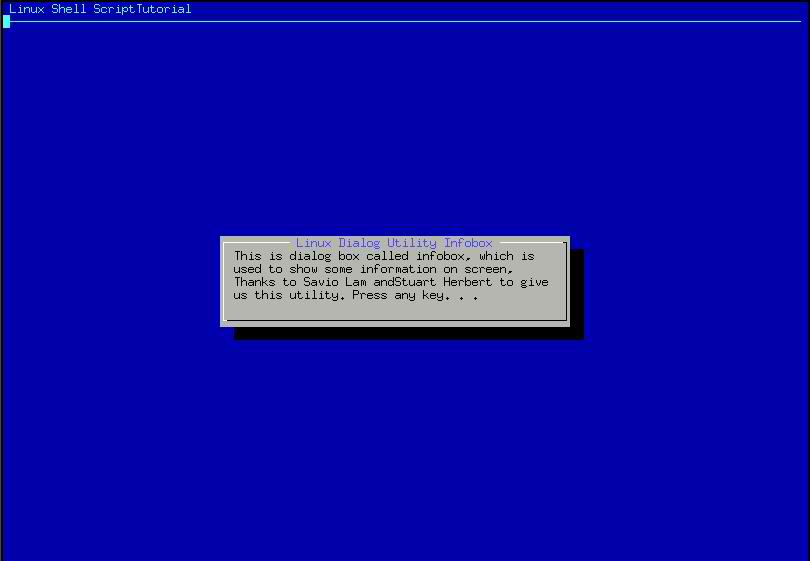 Linux Shell ScriptTutorial
Linux Dialog Utility Infobox
This is dialog box called infobox, which is
used to show some information on screen,
Thanks to Savio Lam andStuart Herbert to give
us this utility. Press any key. . .